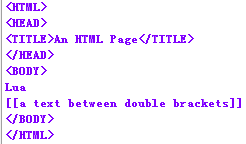 <HTML>
<HEAD>
<TITLE>An HTML Page</TITLE>
</HEAD>
<BODY>
Lua
[[a text between double brackets]]
</BODY>
</HTML>